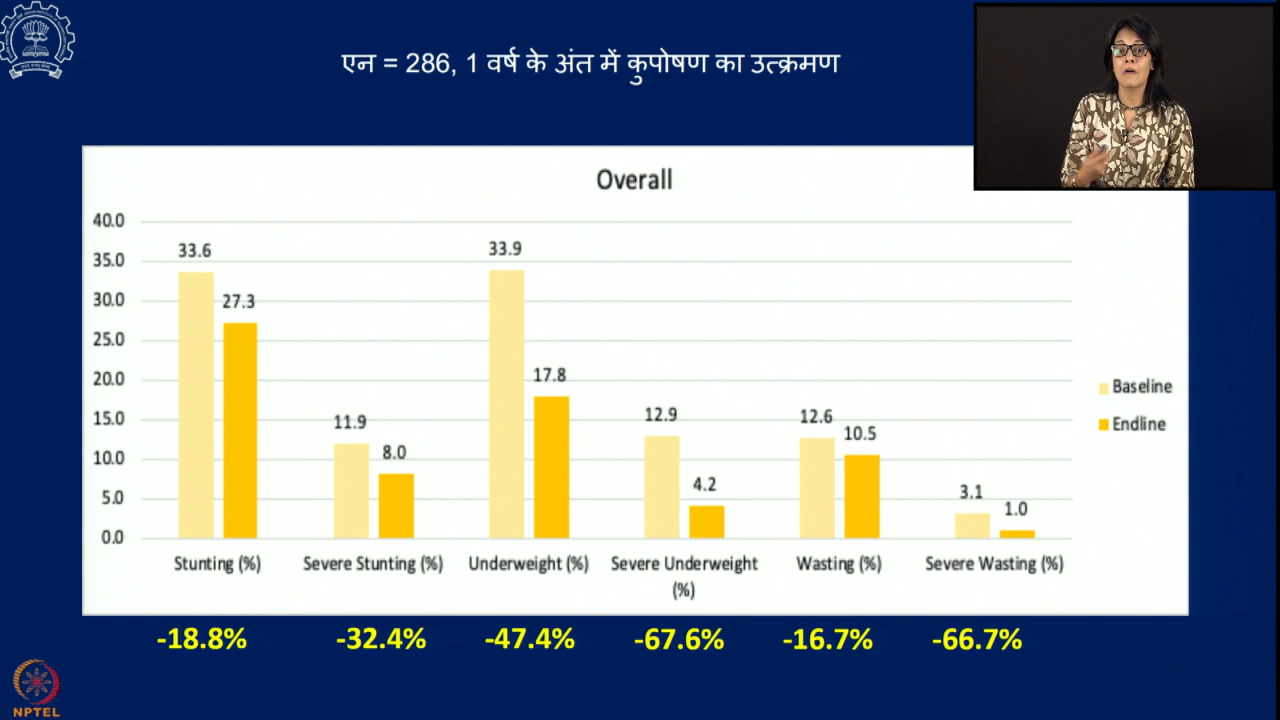 एन = 286, 1 वर्ष के अंत में कुपोषण का उत्क्रमण
Overall
40.0
35.0
30.0
25.0
20.0
15.0
10.0
5.0
0.0
33.6
27.3
11.9
8.0
33.9
17.8
12.9
4.2
12.6
10.5
3.1
1.0
Stunting (%)
Severe Stunting (%)
Underweight (%)
Severe Underweight
(%)
Wasting (%)
Severe Wasting (%)
Baseline
Endline
-18.8% -32.4% -47.4% -67.6% -16.7% -66.7%
NPTEL